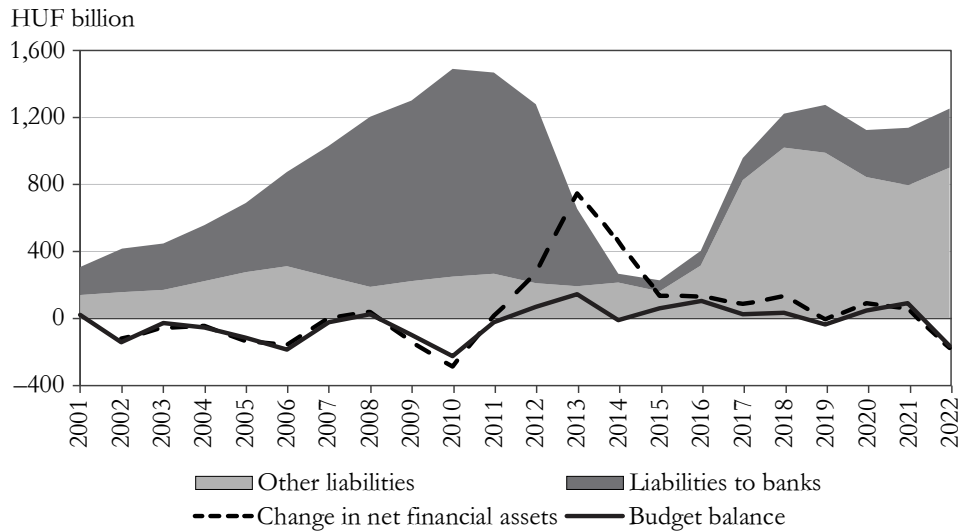 HUF billion
1,600
1,200
800
400
0
–400
2001 2002 2003 2004 2005 2006 2007 2008 2009 2010 2011 2012 2013 2014 2015 2016 2017 2018 2019 2020 2021 2022
Other liabilities Liabilities to banks
Change in net financial assets Budget balance